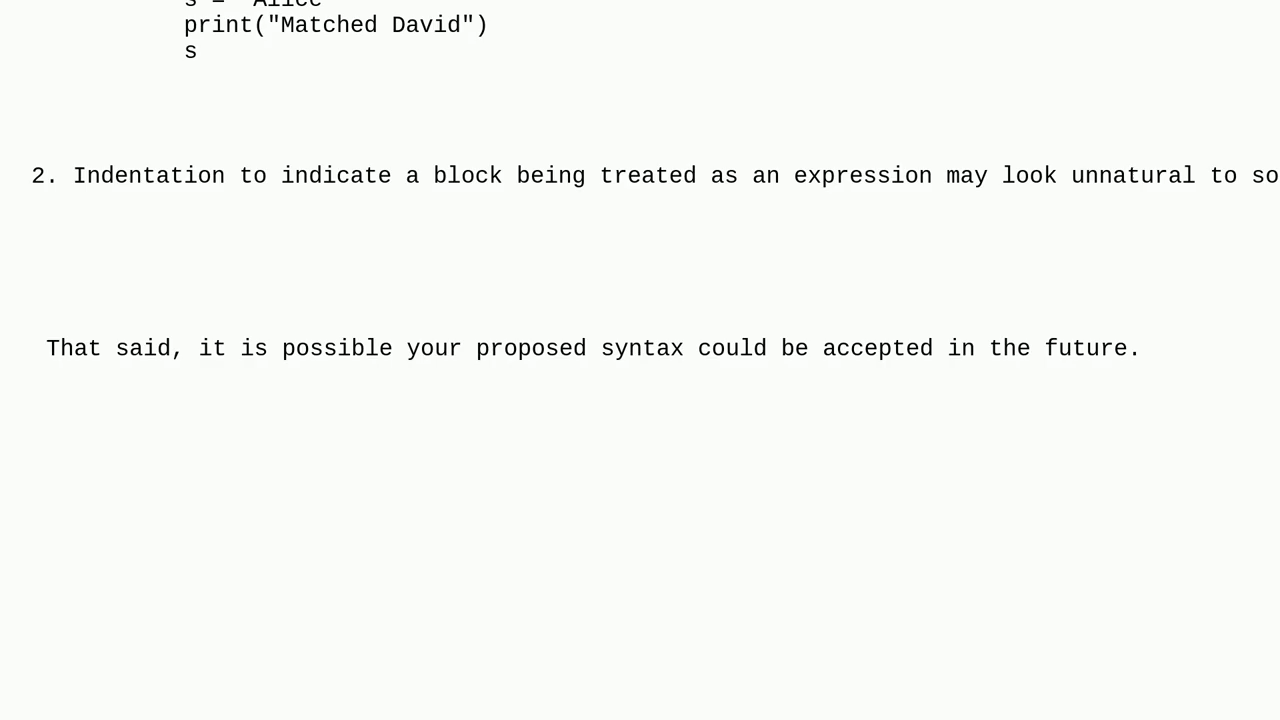 s = "Alice"
print("Matched David")
s
2. Indentation to indicate a block being treated as an expression may look unnatural to so
That said, it is possible your proposed syntax could be accepted in the future.